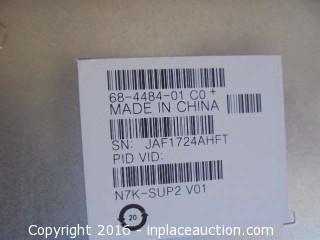 68-4484-01 C0 +
MADE IN CHINA
SN: JAF1724AHFT
PID VID:
N7K-SUP2 V01
20
Copyright © 2016 - inplaceauction.com